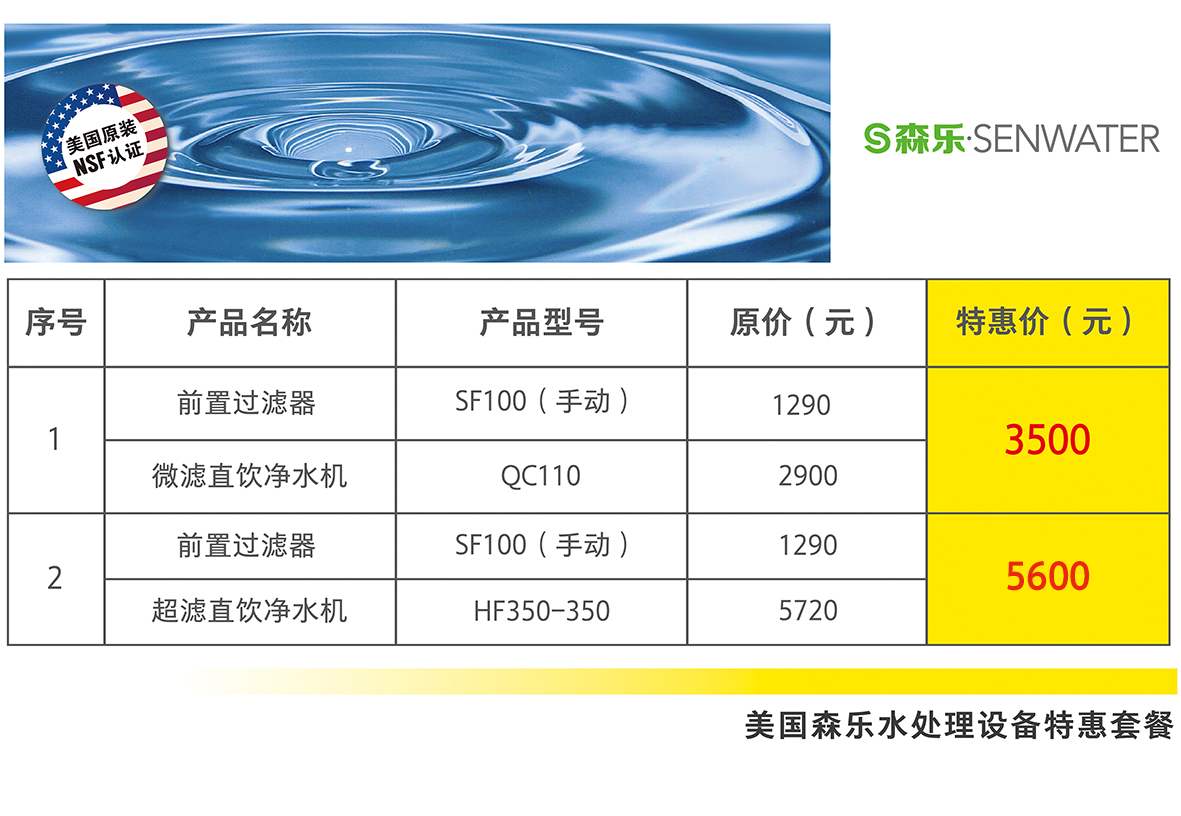 美国原装
NSF认证
S森乐·SENWATER
序号 产品名称 产品型号 原价（元） 特惠价（元）
1 前置过滤器 SF100（手动） 1290 3500
微滤直饮净水机 QC110 2900
2 前置过滤器 SF100（手动） 1290 5600
超滤直饮净水机 HF350-350 5720
美国森乐水处理设备特惠套餐